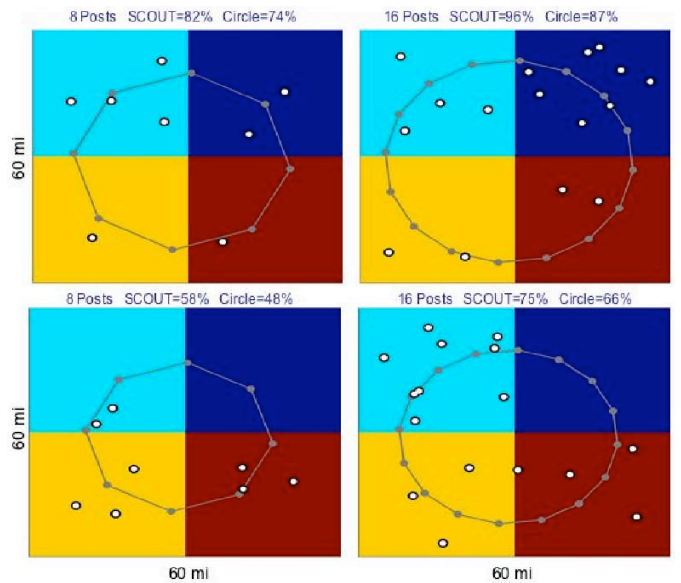 8 Posts SCOUT=82% Circle=74%
16 Posts SCOUT=96% Circle=87%
60 mi
8 Posts SCOUT=58% Circle=48%
16 Posts SCOUT=75% Circle=66%
60 mi
60 mi
60 mi